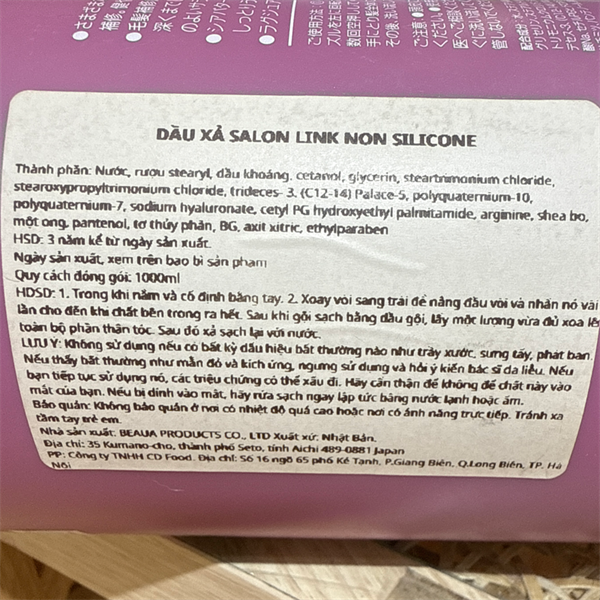 DẦU XẢ SALON LINK NON SILICONE
Thành phần: Nước, rượu stearyl, dầu khoáng, cetanol, glycerin, steartrimonium chloride,
stearoxypropyltrimonium chloride, trideces- 3. (C12-14) Palace-5, polyquaternium-10,
polyquaternium-7, sodium hyaluronate, cetyl PG hydroxyethyl palmitamide, arginine, shea bo,
mật ong, pantenol, tơ thủy phân, BG, axit xitric, ethylparaben
HSD: 3 năm kể từ ngày sản xuất.
Ngày sản xuất, xem trên bao bì sản phẩm
Quy cách đóng gói: 1000ml
HDSD: 1. Trong khi nắm và cố định bằng tay. 2. Xoay vòi sang trái để nâng đầu vòi và nhấn nó vài
lần cho đến khi chất bên trong ra hết. Sau khi gội sạch bằng dầu gội, lấy một lượng vừa đủ xoa lên
toàn bộ phần thân tóc. Sau đó xả sạch lại với nước.
LƯU Ý: Không sử dụng nếu có bất kỳ dấu hiệu bất thường nào như trầy xước, sưng tấy, phát ban.
Nếu thấy bất thường như mẩn đỏ và kích ứng, ngưng sử dụng và hỏi ý kiến bác sĩ da liễu. Nếu
bạn tiếp tục sử dụng nó, các triệu chứng có thể xấu đi. Hãy cẩn thận để không để chất này vào
mắt của bạn. Nếu bị dính vào mắt, hãy rửa sạch ngay lập tức bằng nước lạnh hoặc ấm.
Bảo quản: Không bảo quản ở nơi có nhiệt độ quá cao hoặc nơi có ánh nắng trực tiếp. Tránh xa
tầm tay trẻ em.
Nhà sản xuất: BEAUA PRODUCTS CO., LTD Xuất xứ: Nhật Bản.
Địa chỉ: 35 Kumano-cho, thành phố Seto, tỉnh Aichi 489-0881 Japan
PP: Công ty TNHH CD Food. Địa chỉ: Số 16 ngõ 65 phố Kẻ Tạnh, P.Giang Biên, Q.Long Biên, TP. Hà
Nội